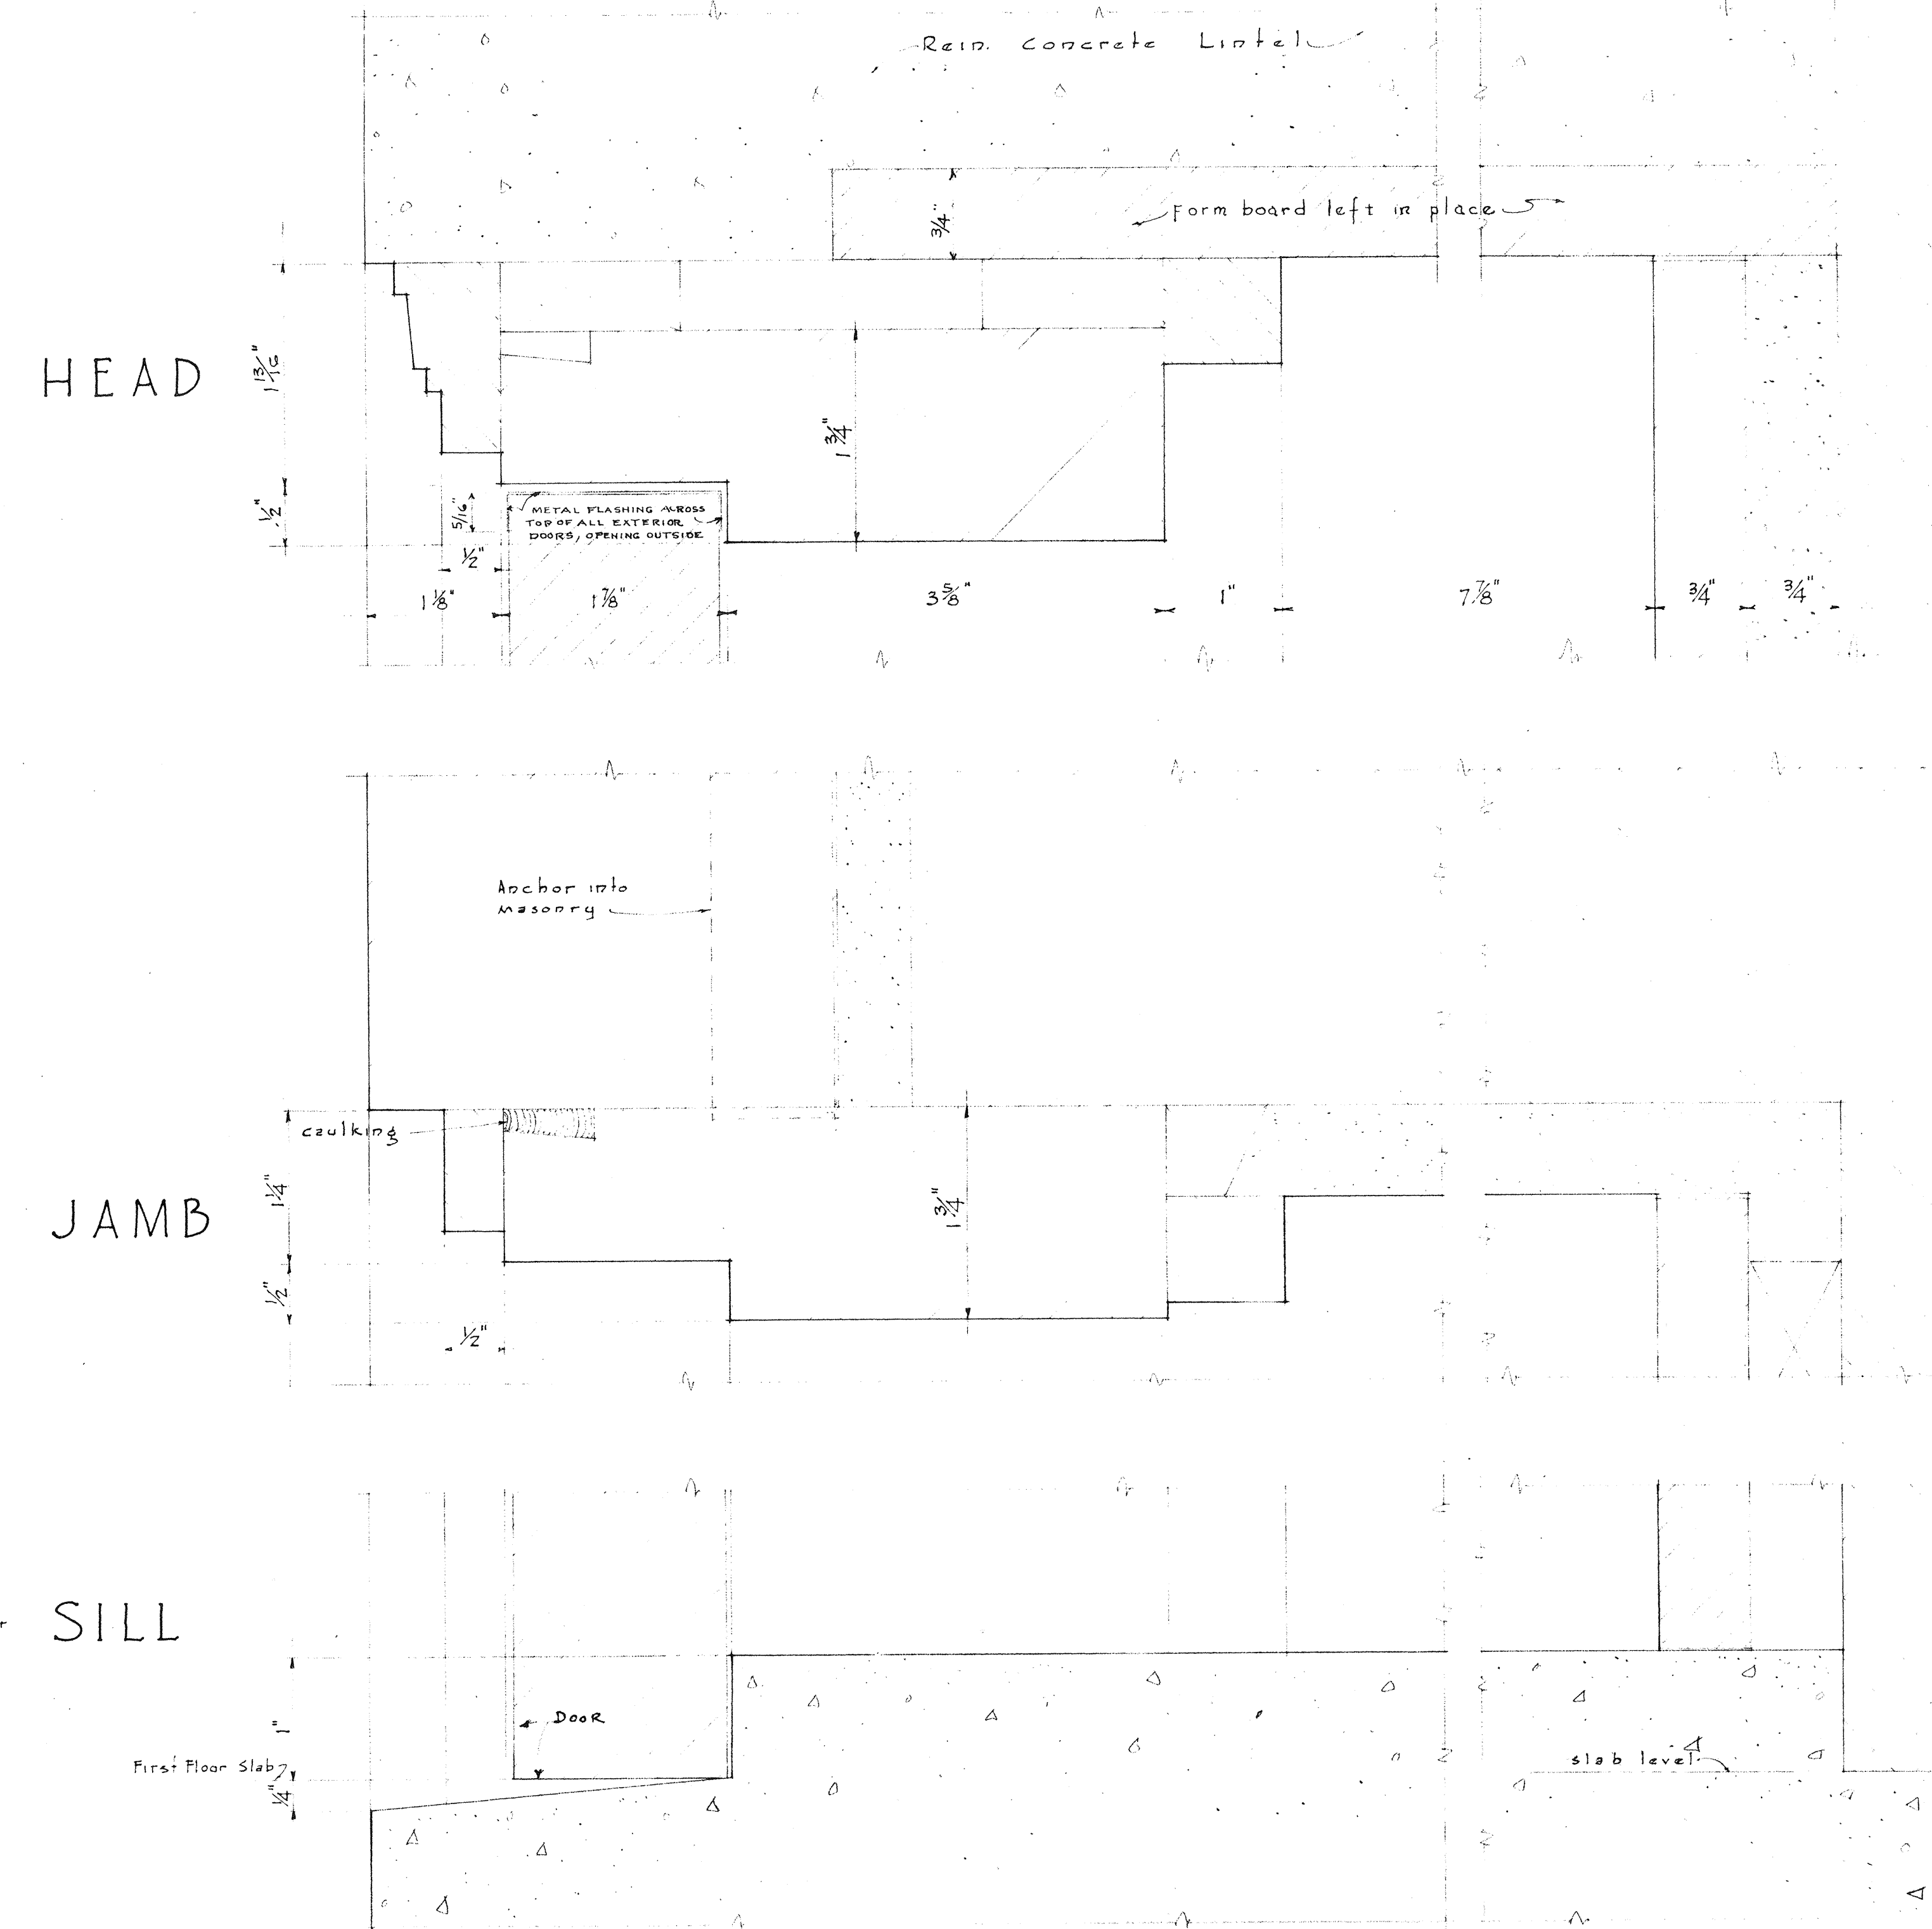 Rein. Concrete Lintel
Form board left in place
3/4"
HEAD
1 13/16"
1/2"
1 3/4"
5/16"
1/2"
METAL FLASHING ACROSS
TOP OF ALL EXTERIOR
DOORS, OPENING OUTSIDE
1 1/8"
1 7/8"
3 5/8"
1"
7 7/8"
3/4"
3/4"
Anchor into
Masonry
caulking
JAMB
1 1/4"
1/2"
1 3/4"
1/2"
SILL
1"
DOOR
First Floor Slab
1/4"
slab level